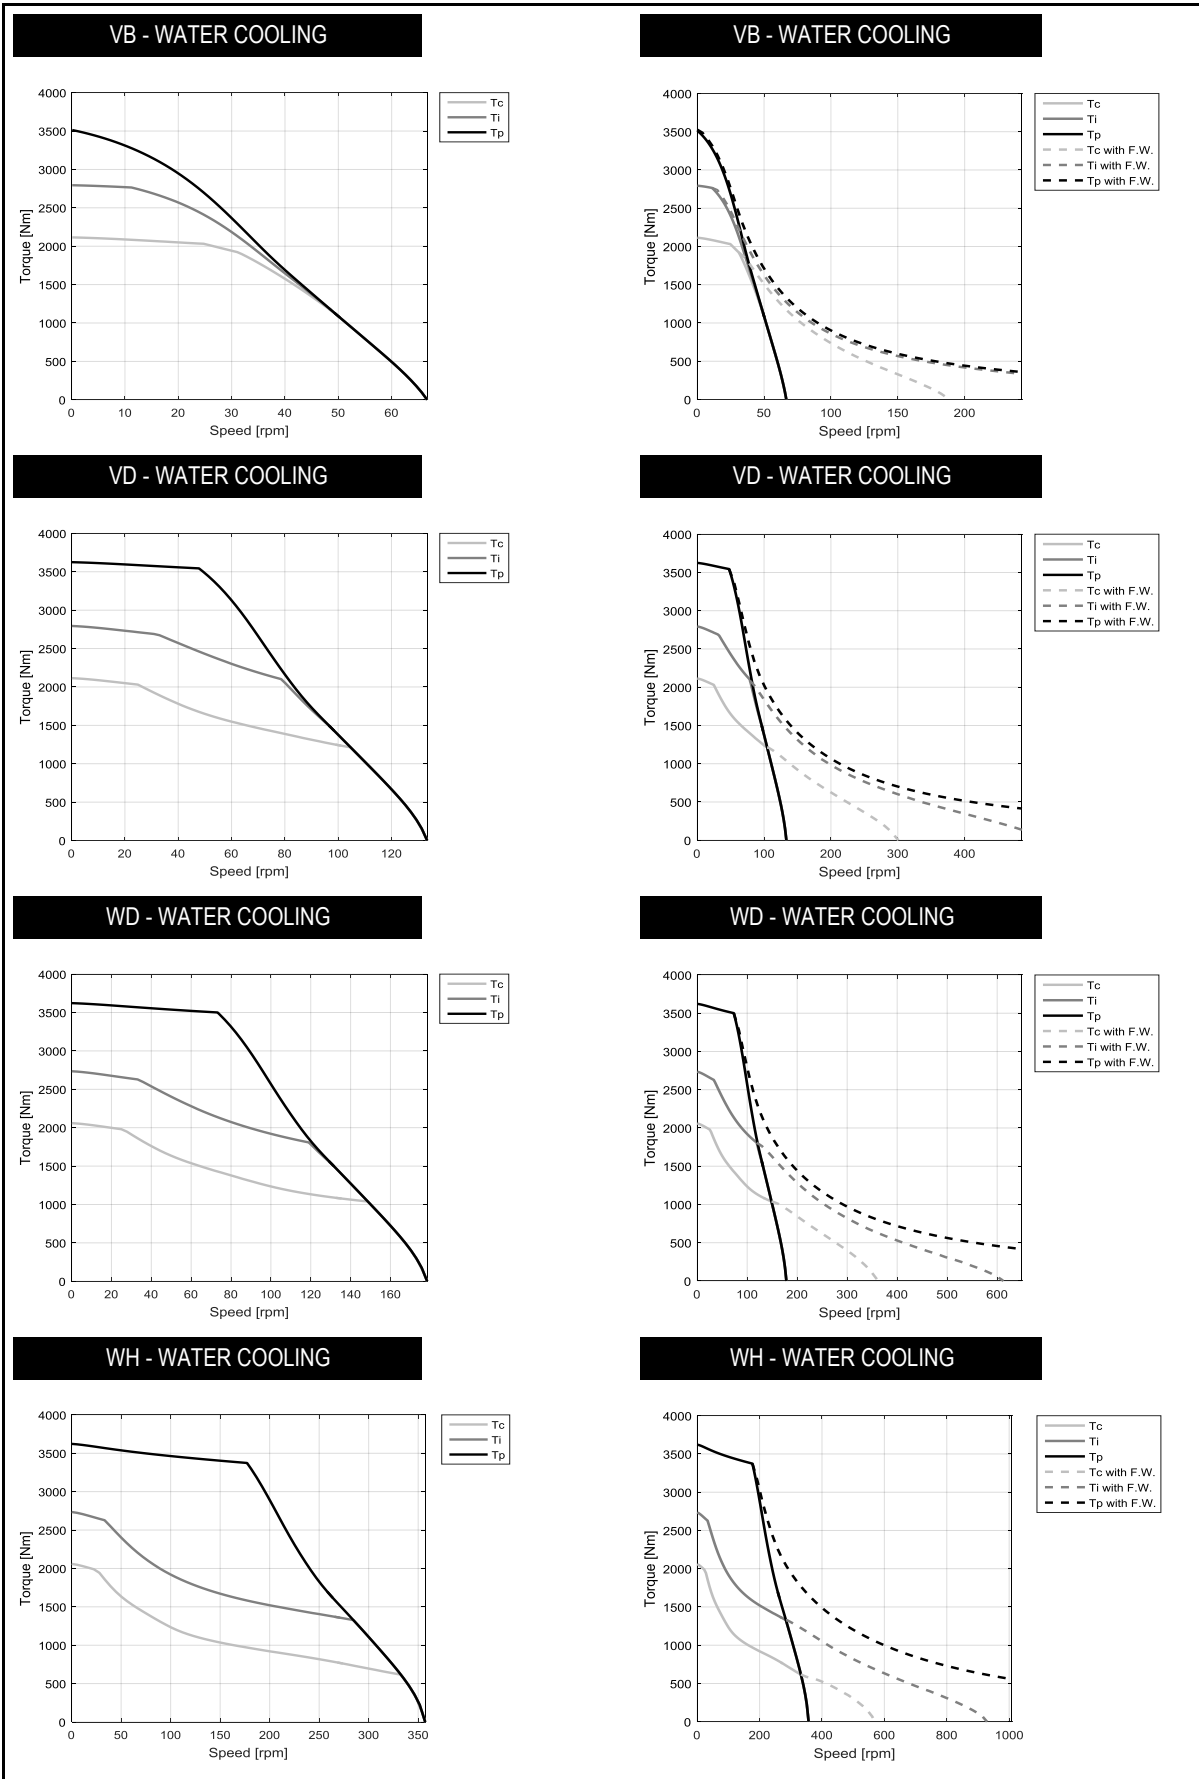 VB - WATER COOLING
VB - WATER COOLING
4000
3500
3000
2500
2000
1500
1000
500
0
Torque [Nm]
0 10 20 30 40 50 60
Speed [rpm]
Tc
Ti
Tp
4000
3500
3000
2500
2000
1500
1000
500
0
Torque [Nm]
0 50 100 150 200
Speed [rpm]
Tc
Ti
Tp
Tc with F.W.
Ti with F.W.
Tp with F.W.
VD - WATER COOLING
VD - WATER COOLING
4000
3500
3000
2500
2000
1500
1000
500
0
Torque [Nm]
0 20 40 60 80 100 120
Speed [rpm]
Tc
Ti
Tp
4000
3500
3000
2500
2000
1500
1000
500
0
Torque [Nm]
0 100 200 300 400
Speed [rpm]
Tc
Ti
Tp
Tc with F.W.
Ti with F.W.
Tp with F.W.
WD - WATER COOLING
WD - WATER COOLING
4000
3500
3000
2500
2000
1500
1000
500
0
Torque [Nm]
0 20 40 60 80 100 120 140 160
Speed [rpm]
Tc
Ti
Tp
4000
3500
3000
2500
2000
1500
1000
500
0
Torque [Nm]
0 100 200 300 400 500 600
Speed [rpm]
Tc
Ti
Tp
Tc with F.W.
Ti with F.W.
Tp with F.W.
WH - WATER COOLING
WH - WATER COOLING
4000
3500
3000
2500
2000
1500
1000
500
0
Torque [Nm]
0 50 100 150 200 250 300 350
Speed [rpm]
Tc
Ti
Tp
4000
3500
3000
2500
2000
1500
1000
500
0
Torque [Nm]
0 200 400 600 800 1000
Speed [rpm]
Tc
Ti
Tp
Tc with F.W.
Ti with F.W.
Tp with F.W.